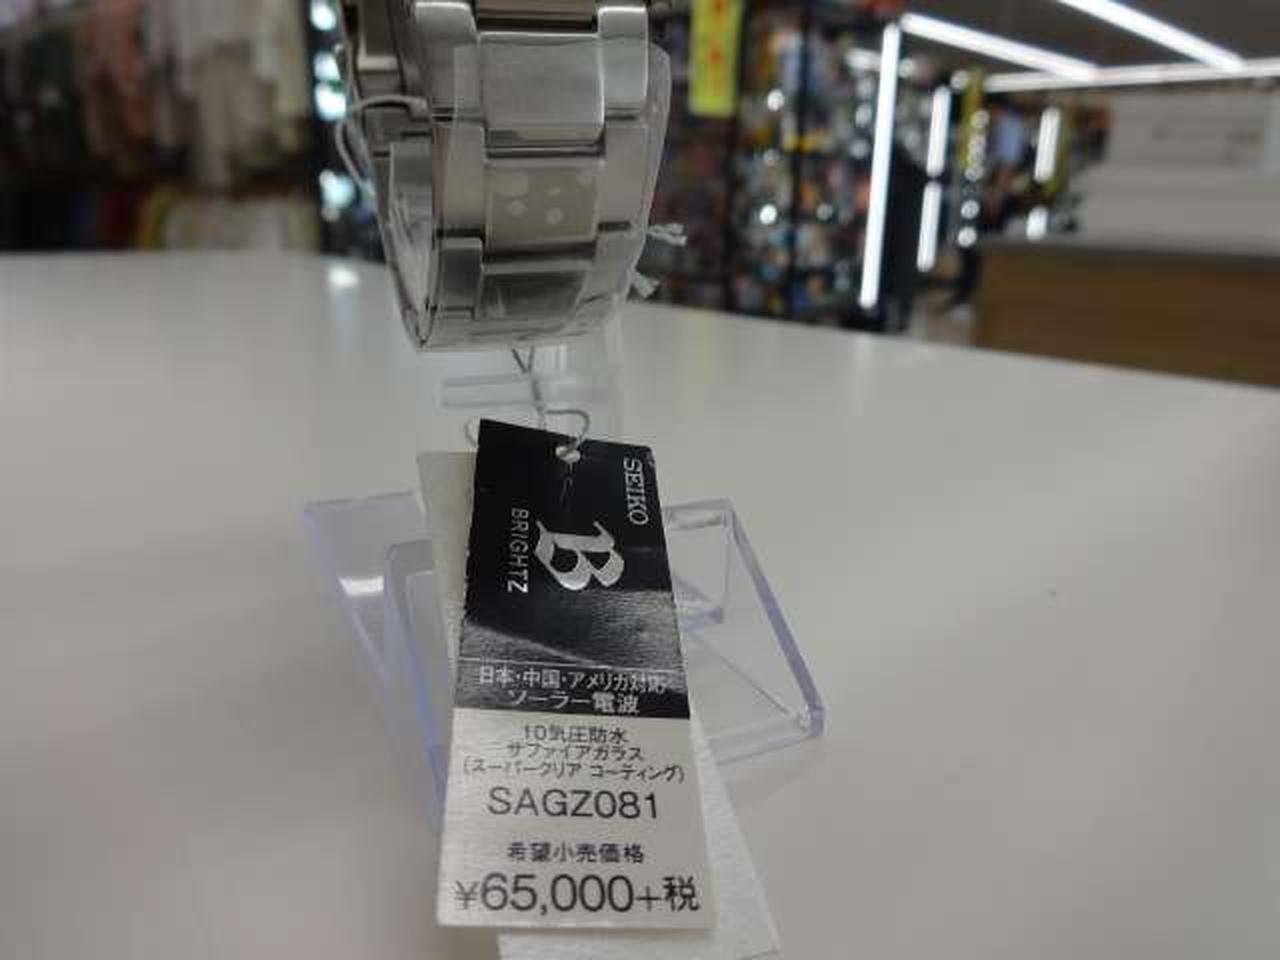 SEIKO
B
BRIGHTZ
日本・中国・アメリカ対応
ソーラー電波
10気圧防水
サファイアガラス
(スーパークリア コーティング)
SAGZ081
希望小売価格
¥65,000+税